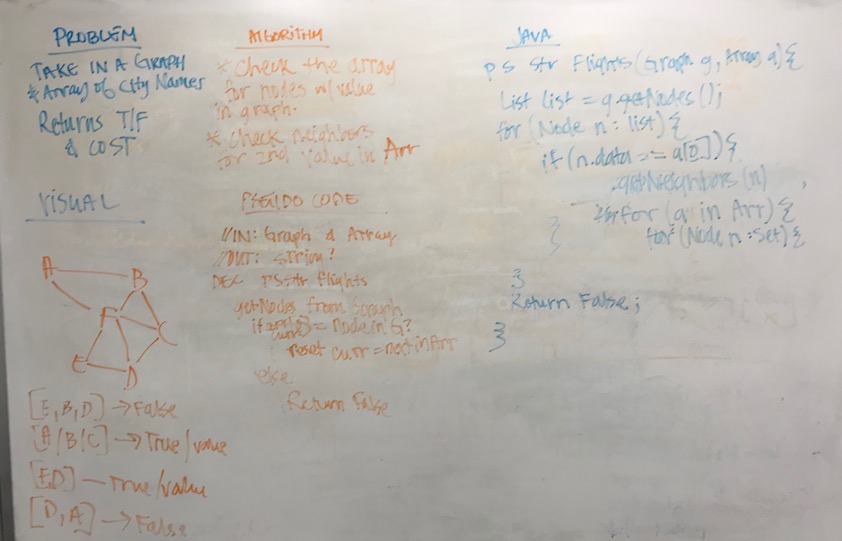 PROBLEM
TAKE IN A GRAPH
& Array of City Names
Returns T/F
& COST
VISUAL
A
B
F
C
E
D
[E,B,D] → False
[A/B/C] → True/value
[E,D] — True/value
[D,A] → False
ALGORITHM
* Check the array
for nodes w/value
in graph.
* Check neighbors
for 2nd value in Arr
PSEUDO CODE
//IN: Graph & Array
//OUT: String?
DEC PS Str flights
getNodes from Graph
if = Node in G?
curr
reset curr = next in Arr
else
Return False
JAVA
PS Str Flights(Graph g, Array a){
List list = g.getNodes();
for (Node n : list) {
if (n.data == a[0]) {
.getNeighbors(n)
for (a in Arr) {
for (Node n : Set) {
}
}
Return False;
}